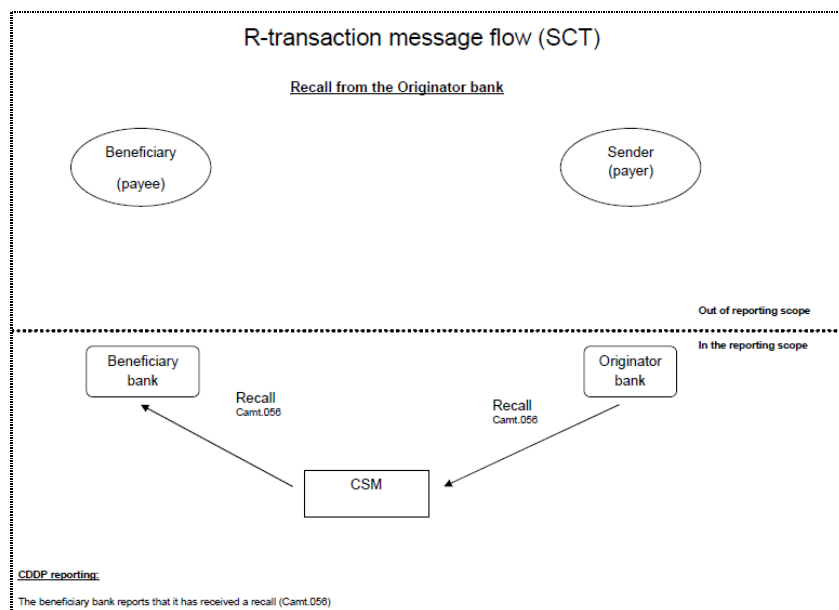 R-transaction message flow (SCT)
Recall from the Originator bank
Beneficiary
(payee)
Sender
(payer)
Out of reporting scope
In the reporting scope
Beneficiary
bank
Originator
bank
Recall
Camt.056
Recall
Camt.056
CSM
CDDP reporting:
The beneficiary bank reports that it has received a recall (Camt.056)